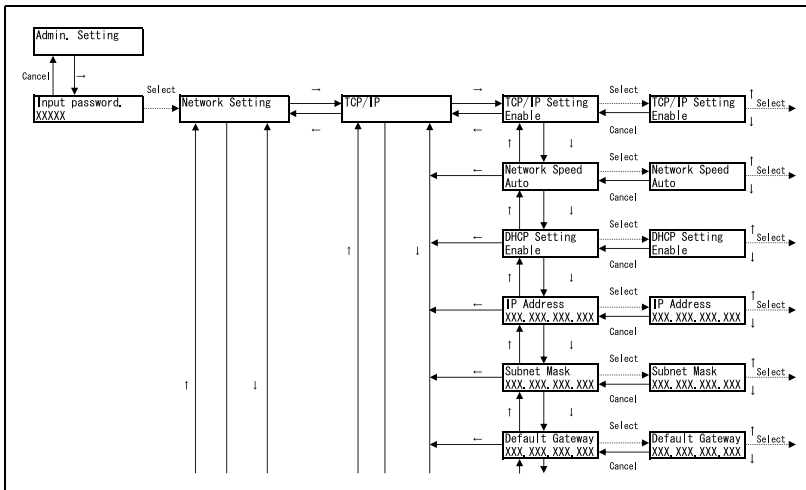 Admin. Setting
Cancel
→
Input password.
XXXXX
Select
Network Setting
→
←
TCP/IP
→
←
TCP/IP Setting
Enable
Select
Cancel
TCP/IP Setting
Enable
↑
Select
↓
↑
↓
←
Network Speed
Auto
Select
Cancel
Network Speed
Auto
↑
Select
↓
↑
↓
←
DHCP Setting
Enable
Select
Cancel
DHCP Setting
Enable
↑
Select
↓
↑
↓
↑
↓
←
IP Address
XXX.XXX.XXX.XXX
Select
Cancel
IP Address
XXX.XXX.XXX.XXX
↑
Select
↓
↑
↓
←
Subnet Mask
XXX.XXX.XXX.XXX
Select
Cancel
Subnet Mask
XXX.XXX.XXX.XXX
↑
Select
↓
↑
↓
↑
↓
←
Default Gateway
XXX.XXX.XXX.XXX
Select
Cancel
Default Gateway
XXX.XXX.XXX.XXX
↑
Select
↓